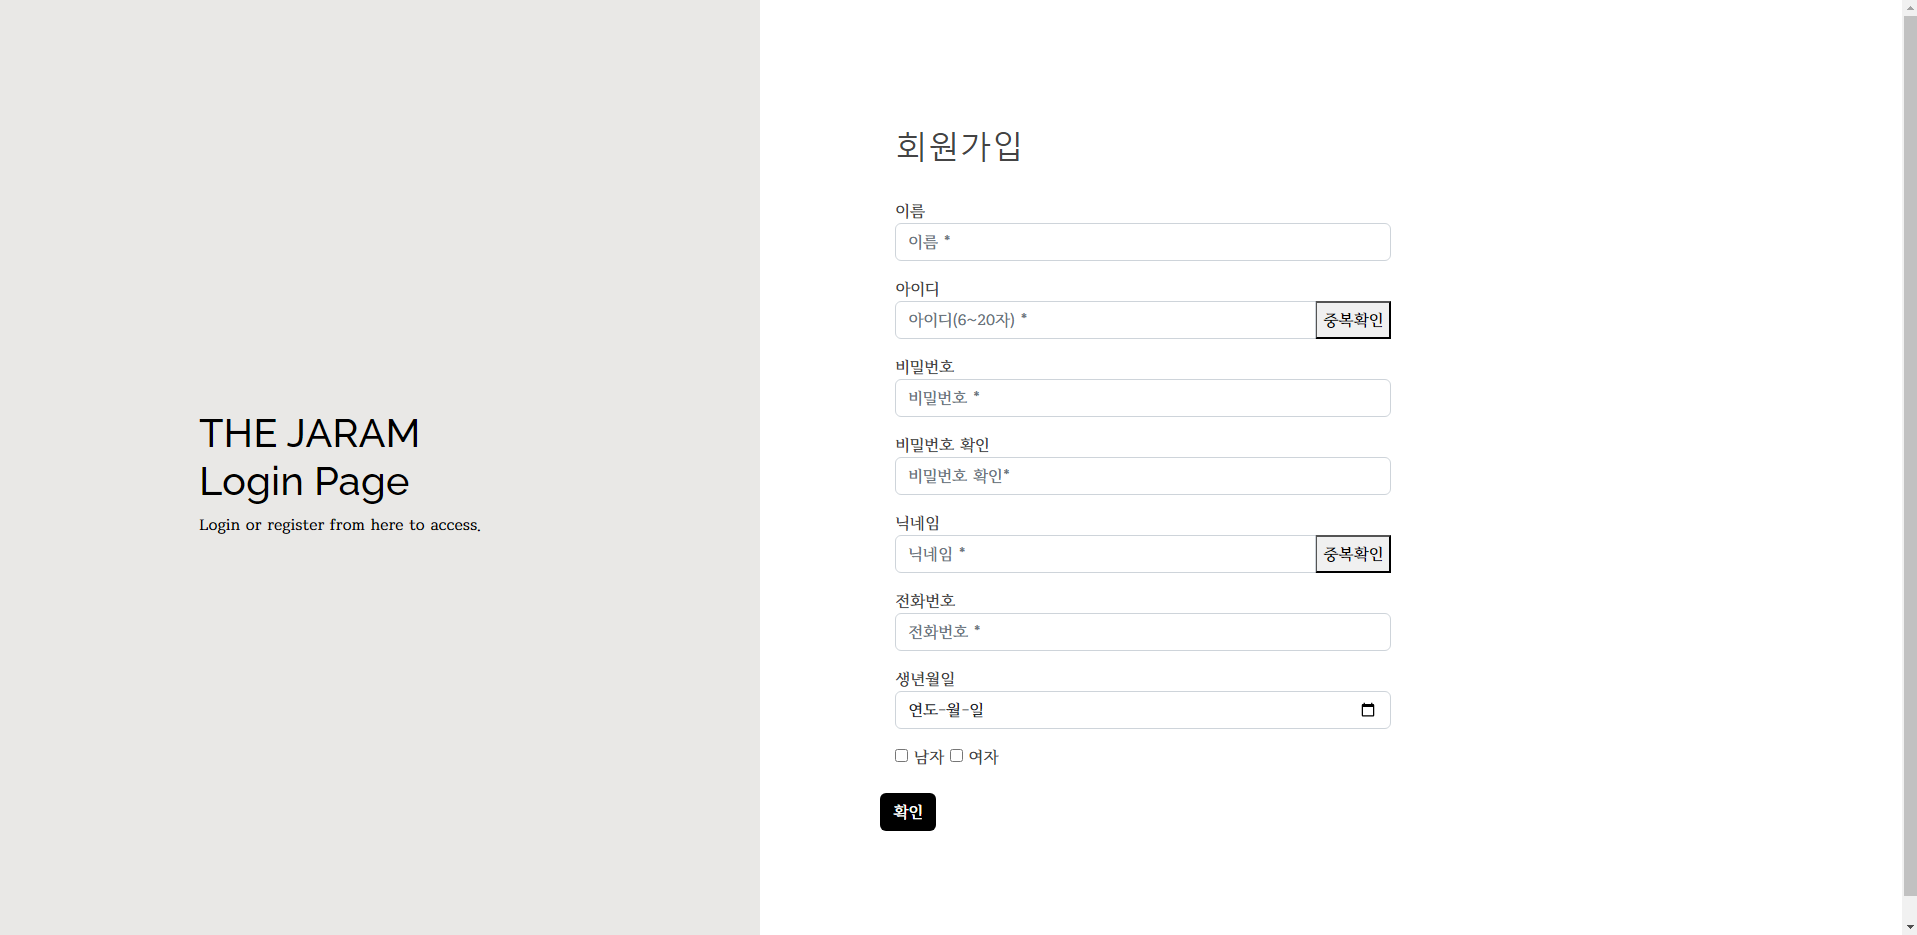 THE JARAM
Login Page
Login or register from here to access.
회원가입
이름
이름 *
아이디
아이디(6~20자) *
중복확인
비밀번호
비밀번호 *
비밀번호 확인
비밀번호 확인*
닉네임
닉네임 *
중복확인
전화번호
전화번호 *
생년월일
연도-월-일
남자 여자
확인